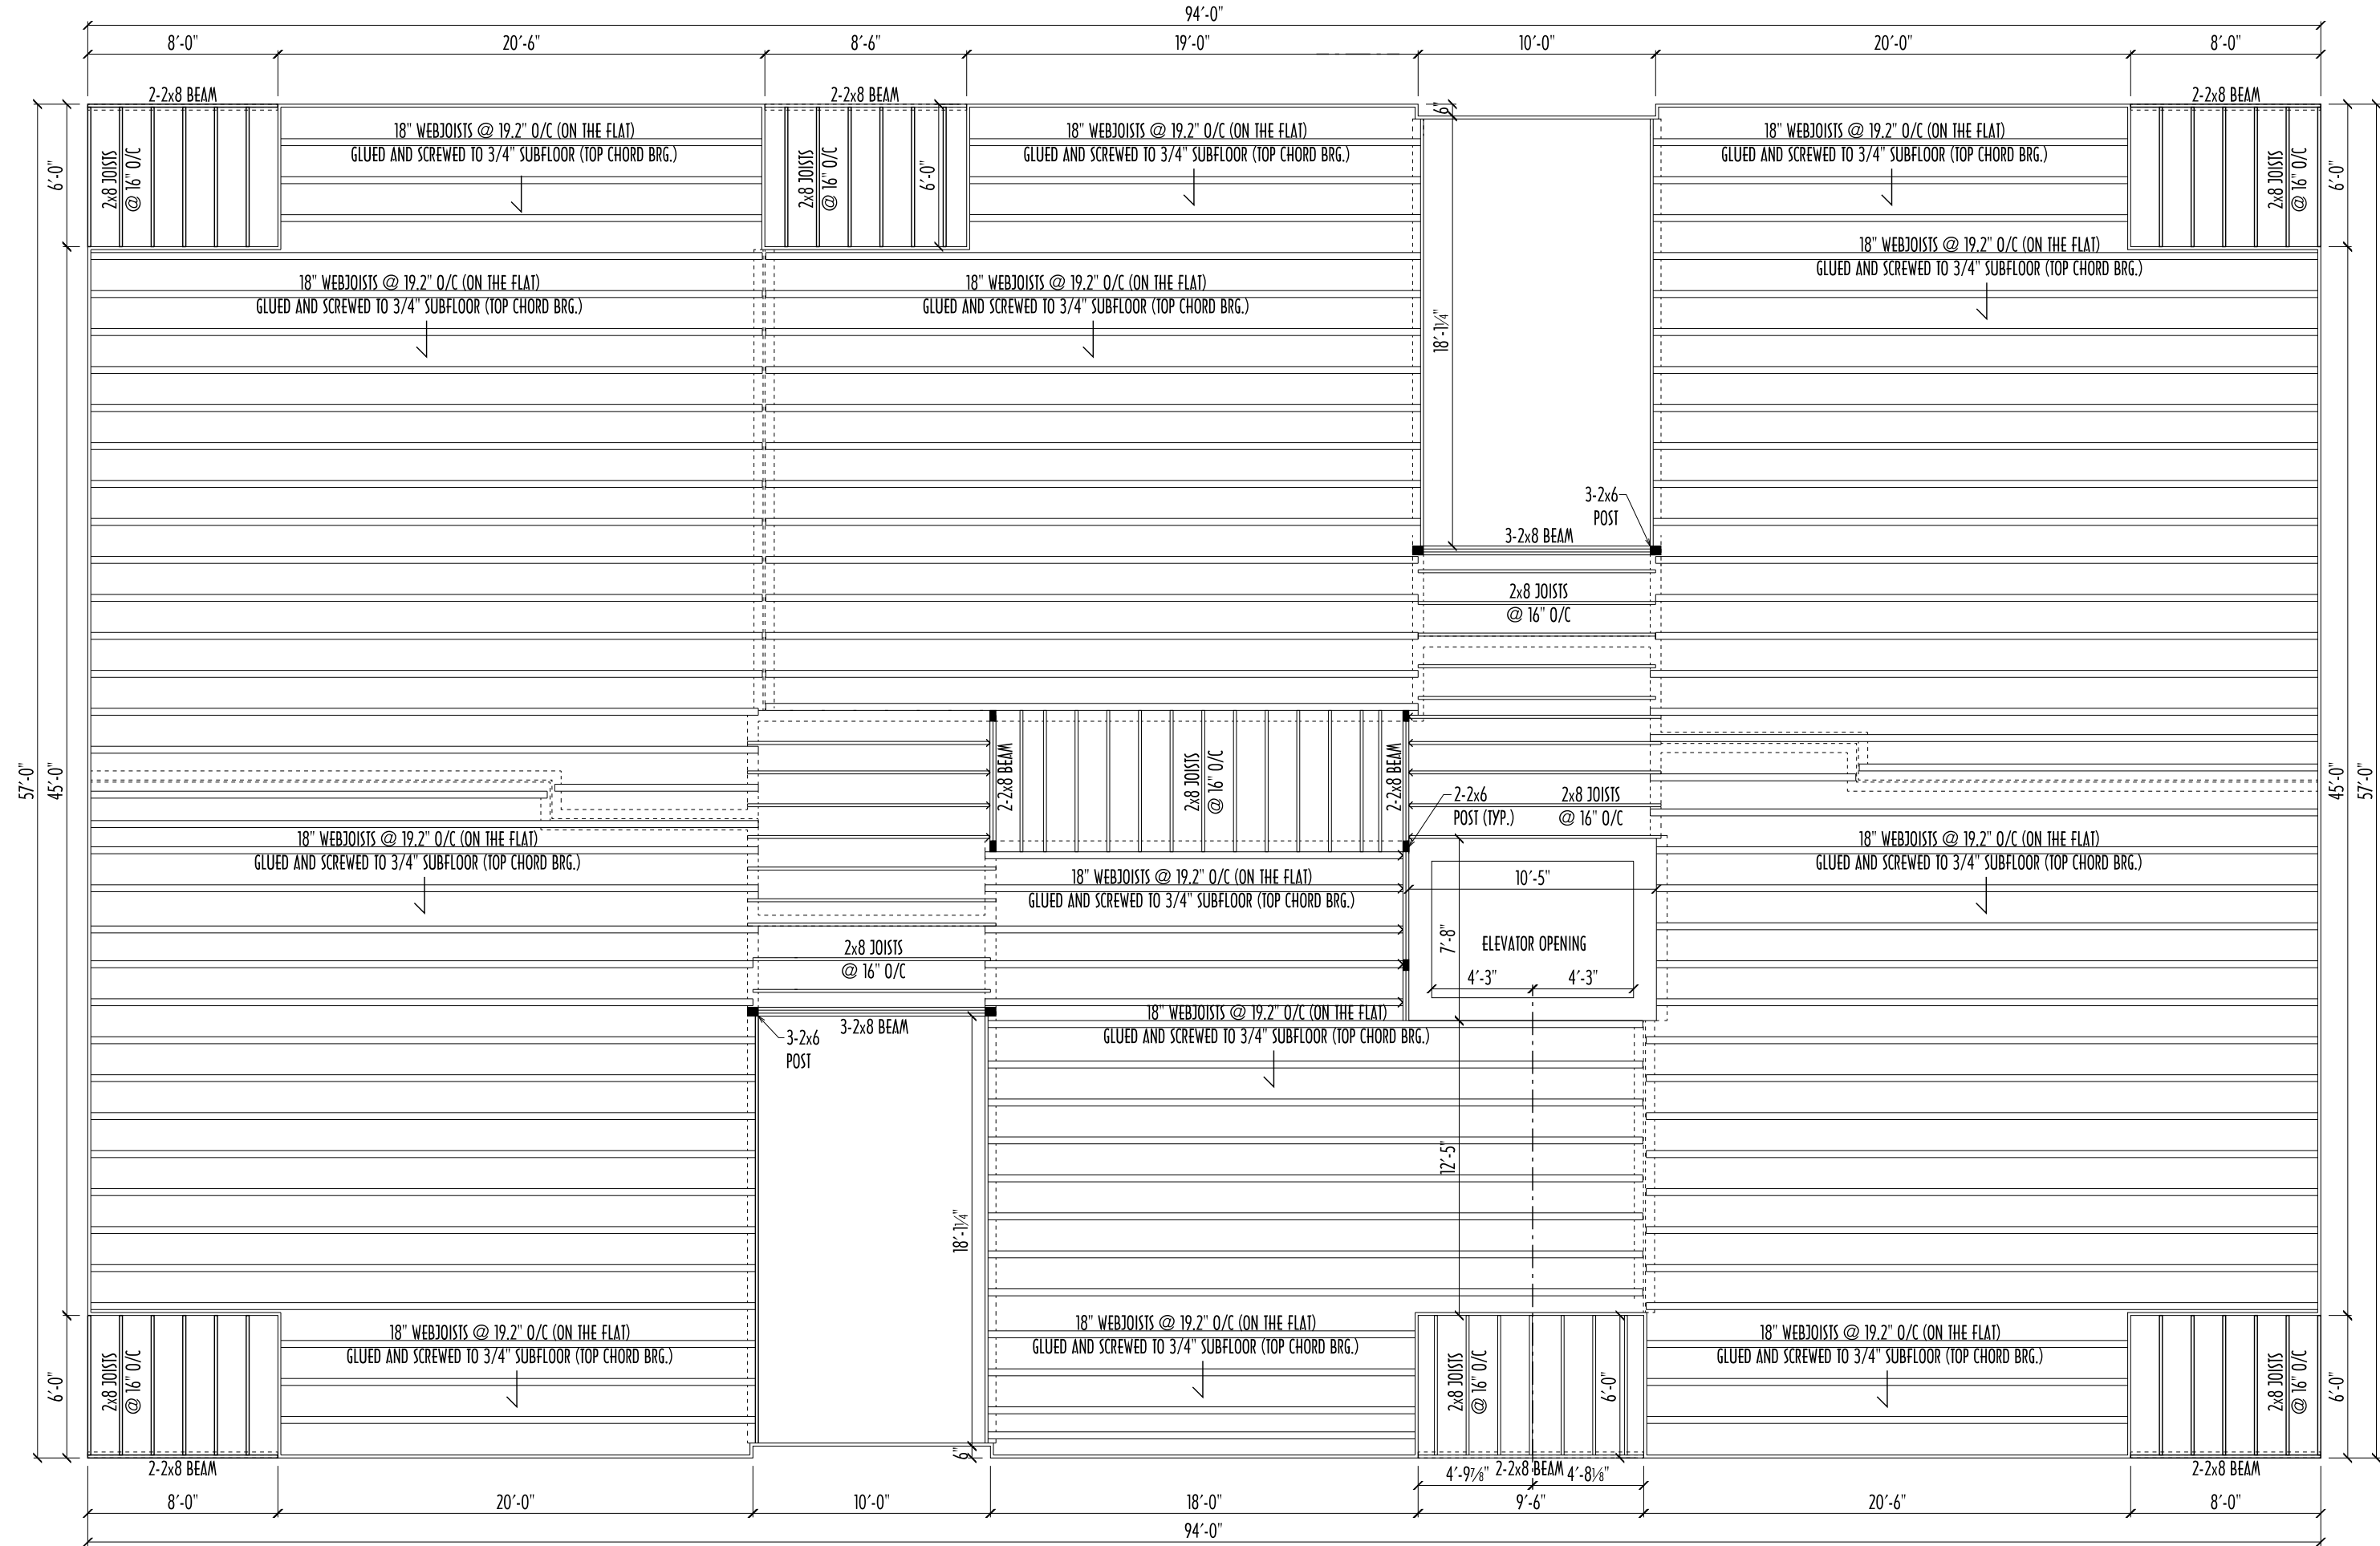 94'-0"
8'-0"
20'-6"
8'-6"
19'-0"
10'-0"
20'-0"
8'-0"
2-2x8 BEAM
2-2x8 BEAM
2-2x8 BEAM
6"
2x8 JOISTS
@ 16" O/C
18" WEBJOISTS @ 19.2" O/C (ON THE FLAT)
GLUED AND SCREWED TO 3/4" SUBFLOOR (TOP CHORD BRG.)
2x8 JOISTS
@ 16" O/C
6'-0"
18" WEBJOISTS @ 19.2" O/C (ON THE FLAT)
GLUED AND SCREWED TO 3/4" SUBFLOOR (TOP CHORD BRG.)
18" WEBJOISTS @ 19.2" O/C (ON THE FLAT)
GLUED AND SCREWED TO 3/4" SUBFLOOR (TOP CHORD BRG.)
2x8 JOISTS
@ 16" O/C
6'-0"
6'-0"
18" WEBJOISTS @ 19.2" O/C (ON THE FLAT)
GLUED AND SCREWED TO 3/4" SUBFLOOR (TOP CHORD BRG.)
18" WEBJOISTS @ 19.2" O/C (ON THE FLAT)
GLUED AND SCREWED TO 3/4" SUBFLOOR (TOP CHORD BRG.)
18" WEBJOISTS @ 19.2" O/C (ON THE FLAT)
GLUED AND SCREWED TO 3/4" SUBFLOOR (TOP CHORD BRG.)
18'-1¼"
3-2x6
POST
3-2x8 BEAM
2x8 JOISTS
@ 16" O/C
57'-0"
45'-0"
2-2x8 BEAM
2x8 JOISTS
@ 16" O/C
2-2x8 BEAM
2-2x6
POST (TYP.)
2x8 JOISTS
@ 16" O/C
45'-0"
57'-0"
18" WEBJOISTS @ 19.2" O/C (ON THE FLAT)
GLUED AND SCREWED TO 3/4" SUBFLOOR (TOP CHORD BRG.)
18" WEBJOISTS @ 19.2" O/C (ON THE FLAT)
GLUED AND SCREWED TO 3/4" SUBFLOOR (TOP CHORD BRG.)
18" WEBJOISTS @ 19.2" O/C (ON THE FLAT)
GLUED AND SCREWED TO 3/4" SUBFLOOR (TOP CHORD BRG.)
10'-5"
7'-8"
ELEVATOR OPENING
4'-3"
4'-3"
2x8 JOISTS
@ 16" O/C
3-2x8 BEAM
3-2x6
POST
18" WEBJOISTS @ 19.2" O/C (ON THE FLAT)
GLUED AND SCREWED TO 3/4" SUBFLOOR (TOP CHORD BRG.)
12'-5"
18'-1¼"
6'-0"
2x8 JOISTS
@ 16" O/C
18" WEBJOISTS @ 19.2" O/C (ON THE FLAT)
GLUED AND SCREWED TO 3/4" SUBFLOOR (TOP CHORD BRG.)
18" WEBJOISTS @ 19.2" O/C (ON THE FLAT)
GLUED AND SCREWED TO 3/4" SUBFLOOR (TOP CHORD BRG.)
2x8 JOISTS
@ 16" O/C
6'-0"
18" WEBJOISTS @ 19.2" O/C (ON THE FLAT)
GLUED AND SCREWED TO 3/4" SUBFLOOR (TOP CHORD BRG.)
2x8 JOISTS
@ 16" O/C
6'-0"
6"
2-2x8 BEAM
4'-9⅞"
2-2x8 BEAM
4'-8⅛"
2-2x8 BEAM
8'-0"
20'-0"
10'-0"
18'-0"
9'-6"
20'-6"
8'-0"
94'-0"